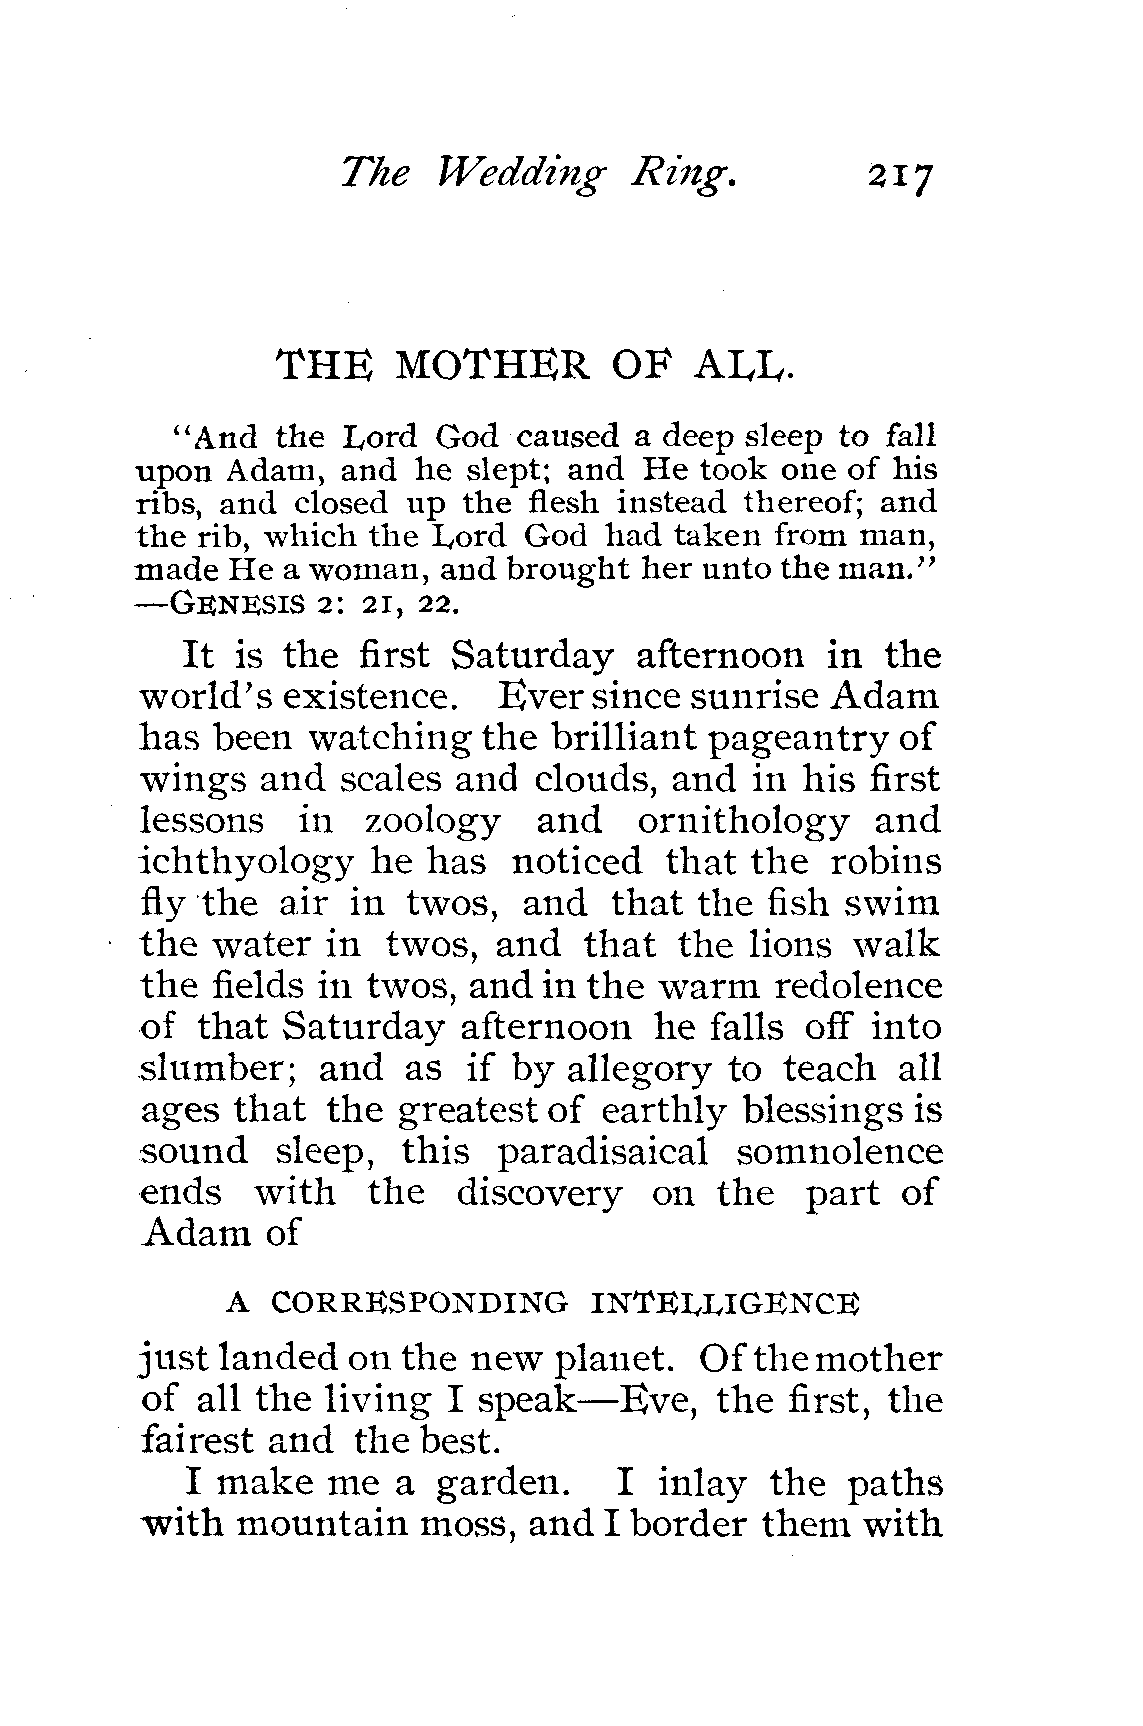 The Wedding Ring. 217
THE MOTHER OF ALL.
"And the Lord God caused a deep sleep to fall
upon Adam, and he slept; and He took one of his
ribs, and closed up the flesh instead thereof; and
the rib, which the Lord God had taken from man,
made He a woman, and brought her unto the man."
—GENESIS 2: 21, 22.
It is the first Saturday afternoon in the
world's existence. Ever since sunrise Adam
has been watching the brilliant pageantry of
wings and scales and clouds, and in his first
lessons in zoology and ornithology and
ichthyology he has noticed that the robins
fly the air in twos, and that the fish swim
the water in twos, and that the lions walk
the fields in twos, and in the warm redolence
of that Saturday afternoon he falls off into
slumber; and as if by allegory to teach all
ages that the greatest of earthly blessings is
sound sleep, this paradisaical somnolence
ends with the discovery on the part of
Adam of
A CORRESPONDING INTELLIGENCE
just landed on the new planet. Of the mother
of all the living I speak—Eve, the first, the
fairest and the best.
I make me a garden. I inlay the paths
with mountain moss, and I border them with